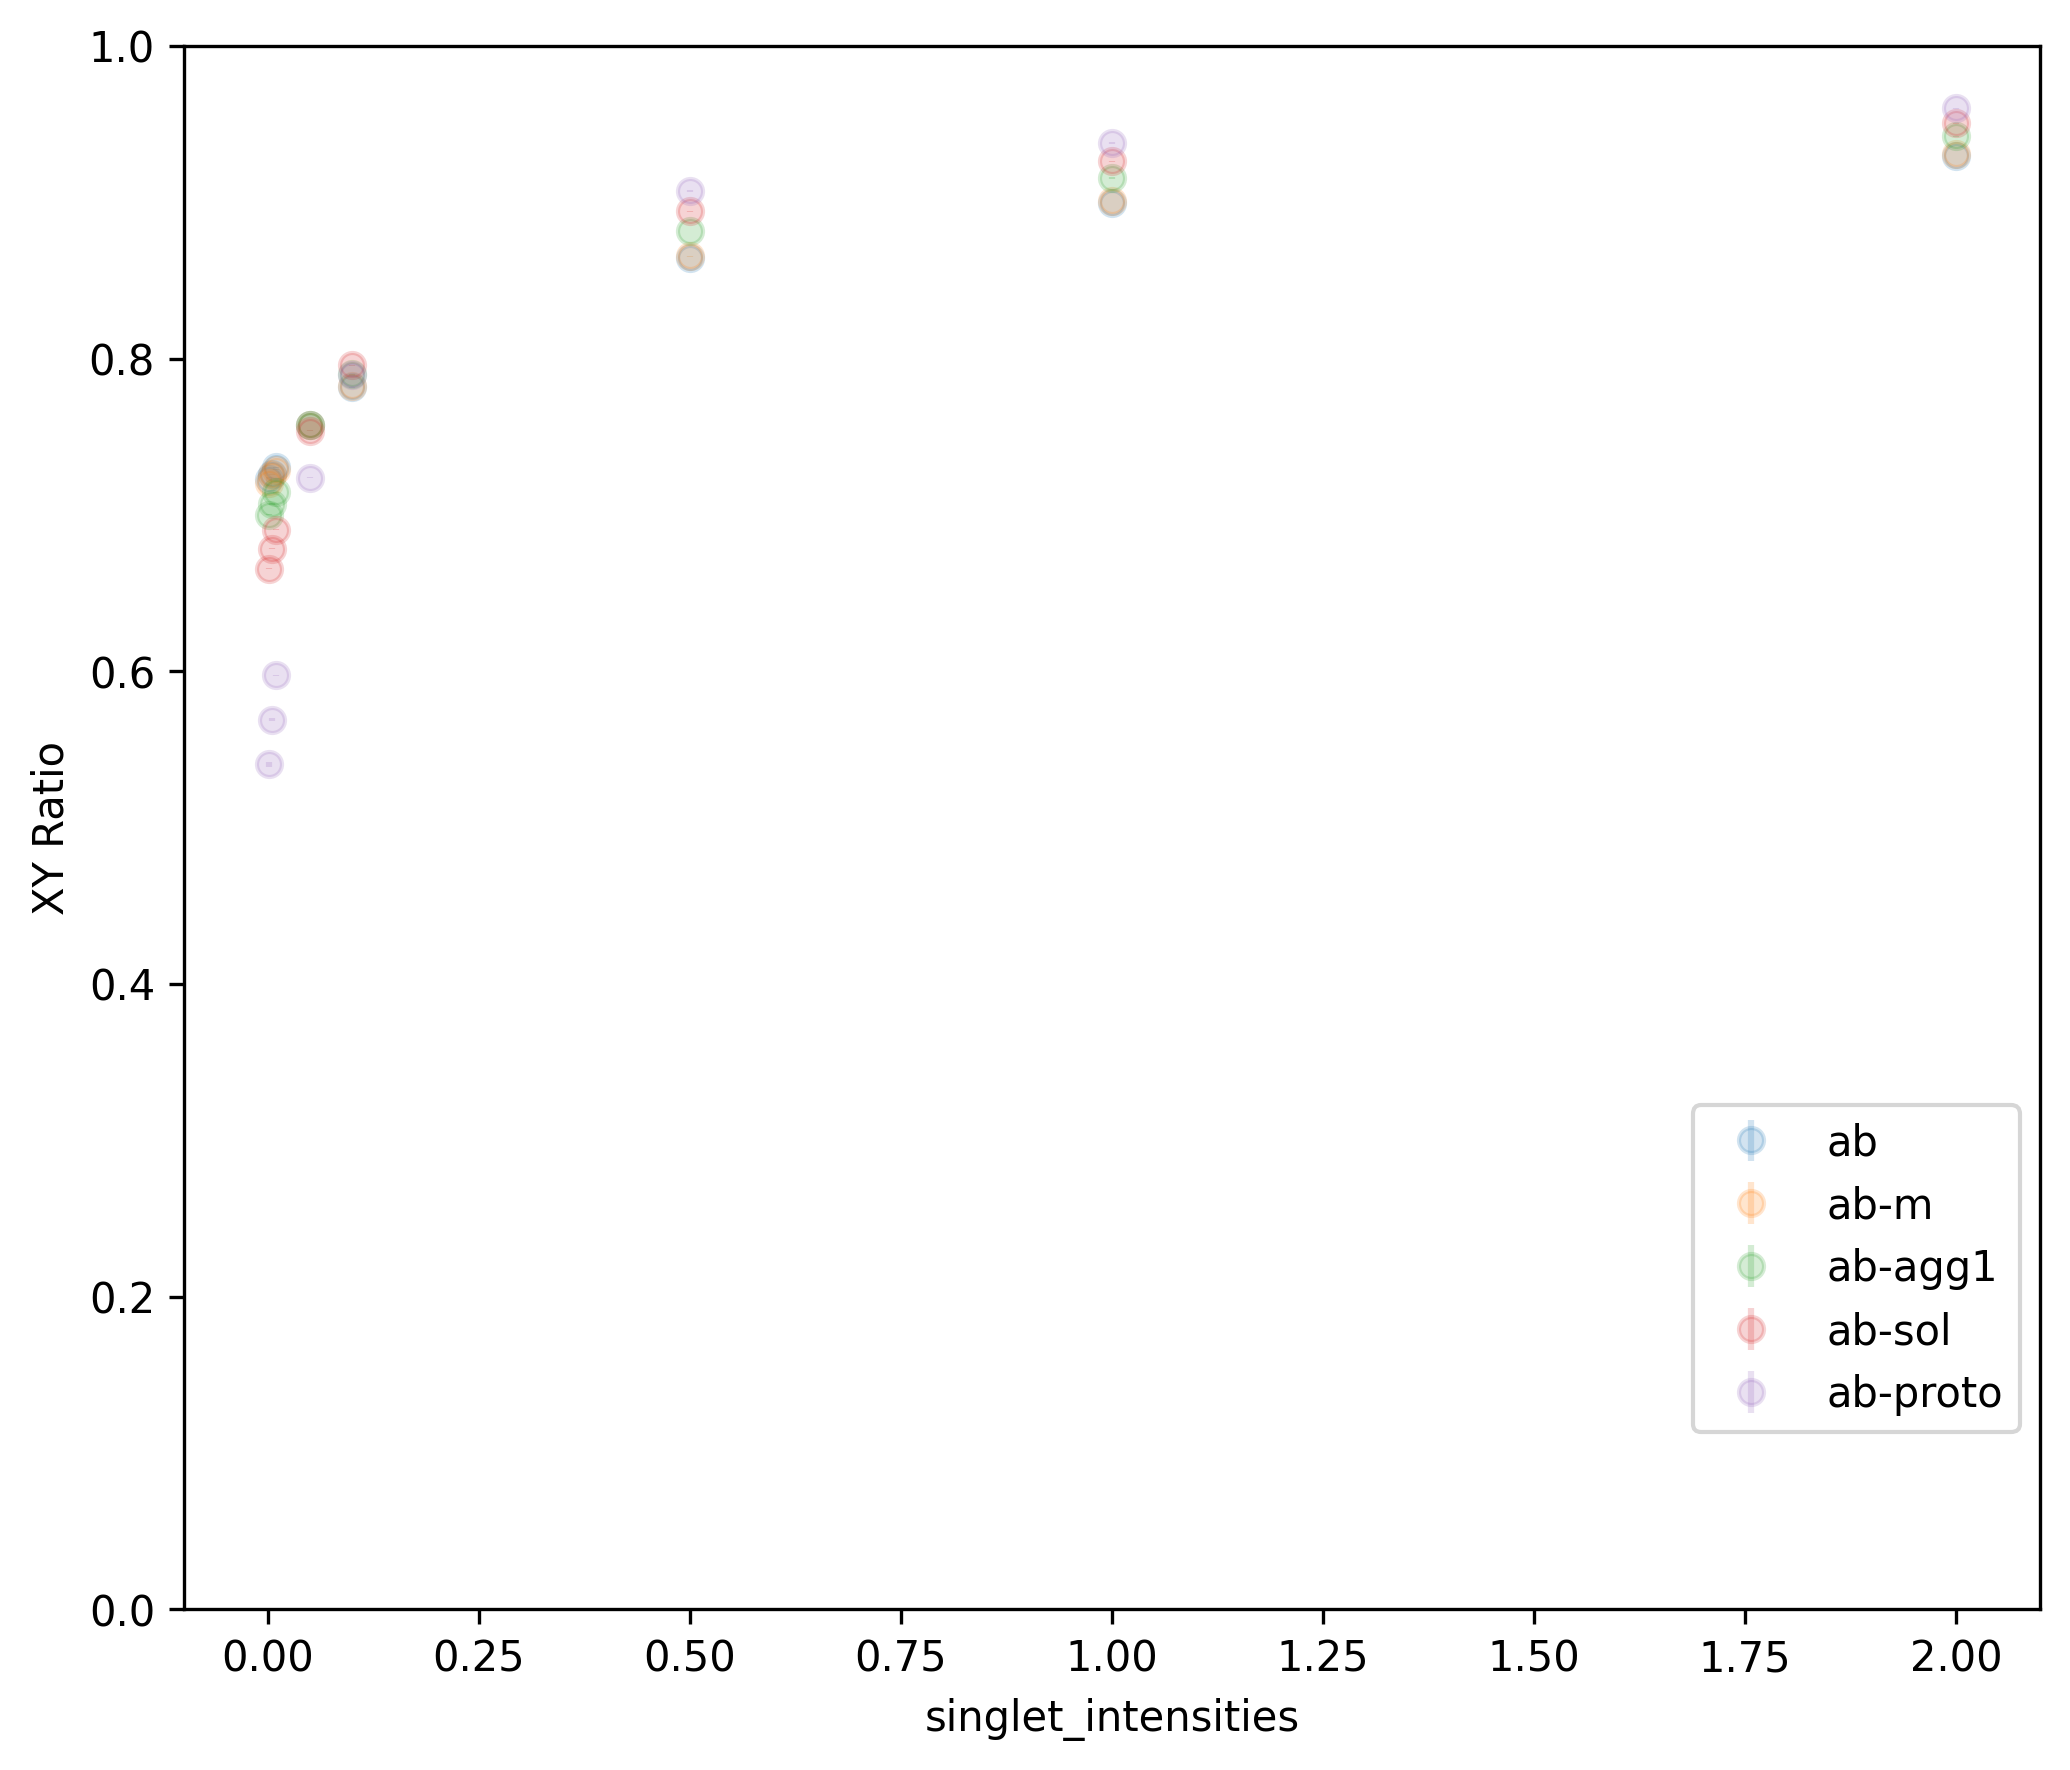 1.0
0.8
0.6
0.4
0.2
0.0
XY Ratio
0.00 0.25 0.50 0.75 1.00 1.25 1.50 1.75 2.00
singlet_intensities
ab
ab-m
ab-agg1
ab-sol
ab-proto